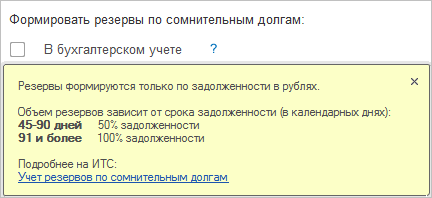 Формировать резервы по сомнительным долгам:
В бухгалтерском учете ?
Резервы формируются только по задолженности в рублях.
Объем резервов зависит от срока задолженности (в календарных днях):
45-90 дней 50% задолженности
91 и более 100% задолженности
Подробнее на ИТС:
Учет резервов по сомнительным долгам